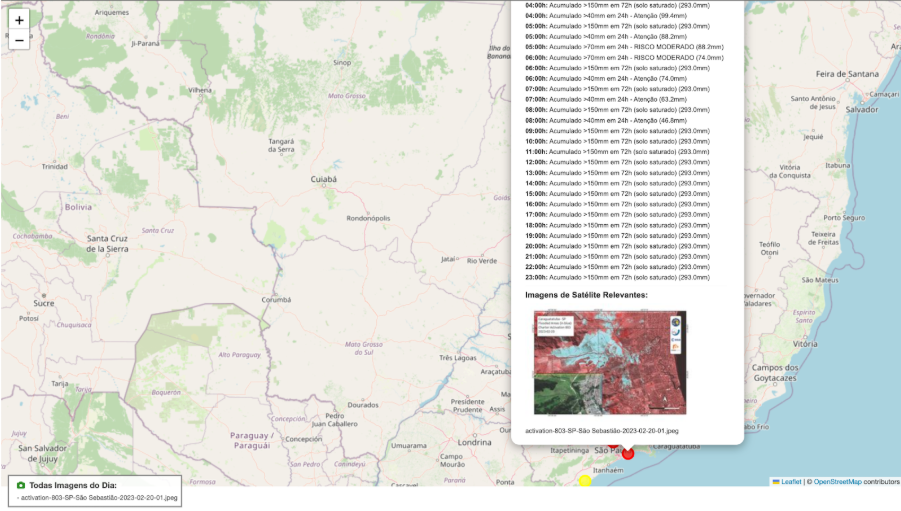 +
−
04:00h: Acumulado >150mm em 72h (solo saturado) (293.0mm)
04:00h: Acumulado >40mm em 24h - Atenção (99.4mm)
05:00h: Acumulado >150mm em 72h (solo saturado) (293.0mm)
05:00h: Acumulado >40mm em 24h - Atenção (88.2mm)
05:00h: Acumulado >70mm em 24h - RISCO MODERADO (88.2mm)
06:00h: Acumulado >70mm em 24h - RISCO MODERADO (74.0mm)
06:00h: Acumulado >150mm em 72h (solo saturado) (293.0mm)
06:00h: Acumulado >40mm em 24h - Atenção (74.0mm)
07:00h: Acumulado >150mm em 72h (solo saturado) (293.0mm)
07:00h: Acumulado >40mm em 24h - Atenção (63.2mm)
08:00h: Acumulado >150mm em 72h (solo saturado) (293.0mm)
08:00h: Acumulado >40mm em 24h - Atenção (46.8mm)
09:00h: Acumulado >150mm em 72h (solo saturado) (293.0mm)
10:00h: Acumulado >150mm em 72h (solo saturado) (293.0mm)
11:00h: Acumulado >150mm em 72h (solo saturado) (293.0mm)
12:00h: Acumulado >150mm em 72h (solo saturado) (293.0mm)
13:00h: Acumulado >150mm em 72h (solo saturado) (293.0mm)
14:00h: Acumulado >150mm em 72h (solo saturado) (293.0mm)
15:00h: Acumulado >150mm em 72h (solo saturado) (293.0mm)
16:00h: Acumulado >150mm em 72h (solo saturado) (293.0mm)
17:00h: Acumulado >150mm em 72h (solo saturado) (293.0mm)
18:00h: Acumulado >150mm em 72h (solo saturado) (293.0mm)
19:00h: Acumulado >150mm em 72h (solo saturado) (293.0mm)
20:00h: Acumulado >150mm em 72h (solo saturado) (293.0mm)
21:00h: Acumulado >150mm em 72h (solo saturado) (293.0mm)
22:00h: Acumulado >150mm em 72h (solo saturado) (293.0mm)
23:00h: Acumulado >150mm em 72h (solo saturado) (293.0mm)
Imagens de Satélite Relevantes:
activation-803-SP-São Sebastião-2023-02-20-01.jpeg
Ariquemes
Rondônia
Ji-Paraná
Vilhena
Sinop
Mato Grosso
Ilha do
Banana
Beni
Tangará
da Serra
Trinidad
Cuiabá
Bolivia
Rondonópolis
Goiás
Santa Cruz
de la Sierra
Santa Cruz
Cochabamba
Jataí
Rio Verde
Sucre
Potosí
Corumbá
Chuquisaca
Alto Paraguay
Mato Grosso
do Sul
Três Lagoas
Araçatuba
Tarija
Tarija
Boquerón
Dourados
Pedro
Juan Caballero
Presidente
Prudente
Assis
Concepción
Paraguay /
Paraguái
Concepción
Umuarama
Londrina
San Salvador
de Jujuy
Formosa
San Pedro
Canindeyú
Campo
Mourão
Ponta
Itapetininga
São Pau
Itanhaém
Caraguatatuba
Feira de Santana
Ara
Santo Antônio
de Jesus
Camaçari
Salvador
Jequié
Vitória
da Conquista
Itabuna
Porto Seguro
Teófilo
Otoni
Teixeira
de Freitas
São Mateus
vernador
aladares
Espírito
Santo
Vitória
Campos dos
Goytacazes
abo Frio
Todas Imagens do Dia:
- activation-803-SP-São Sebastião-2023-02-20-01.jpeg
Leaflet | © OpenStreetMap contributors